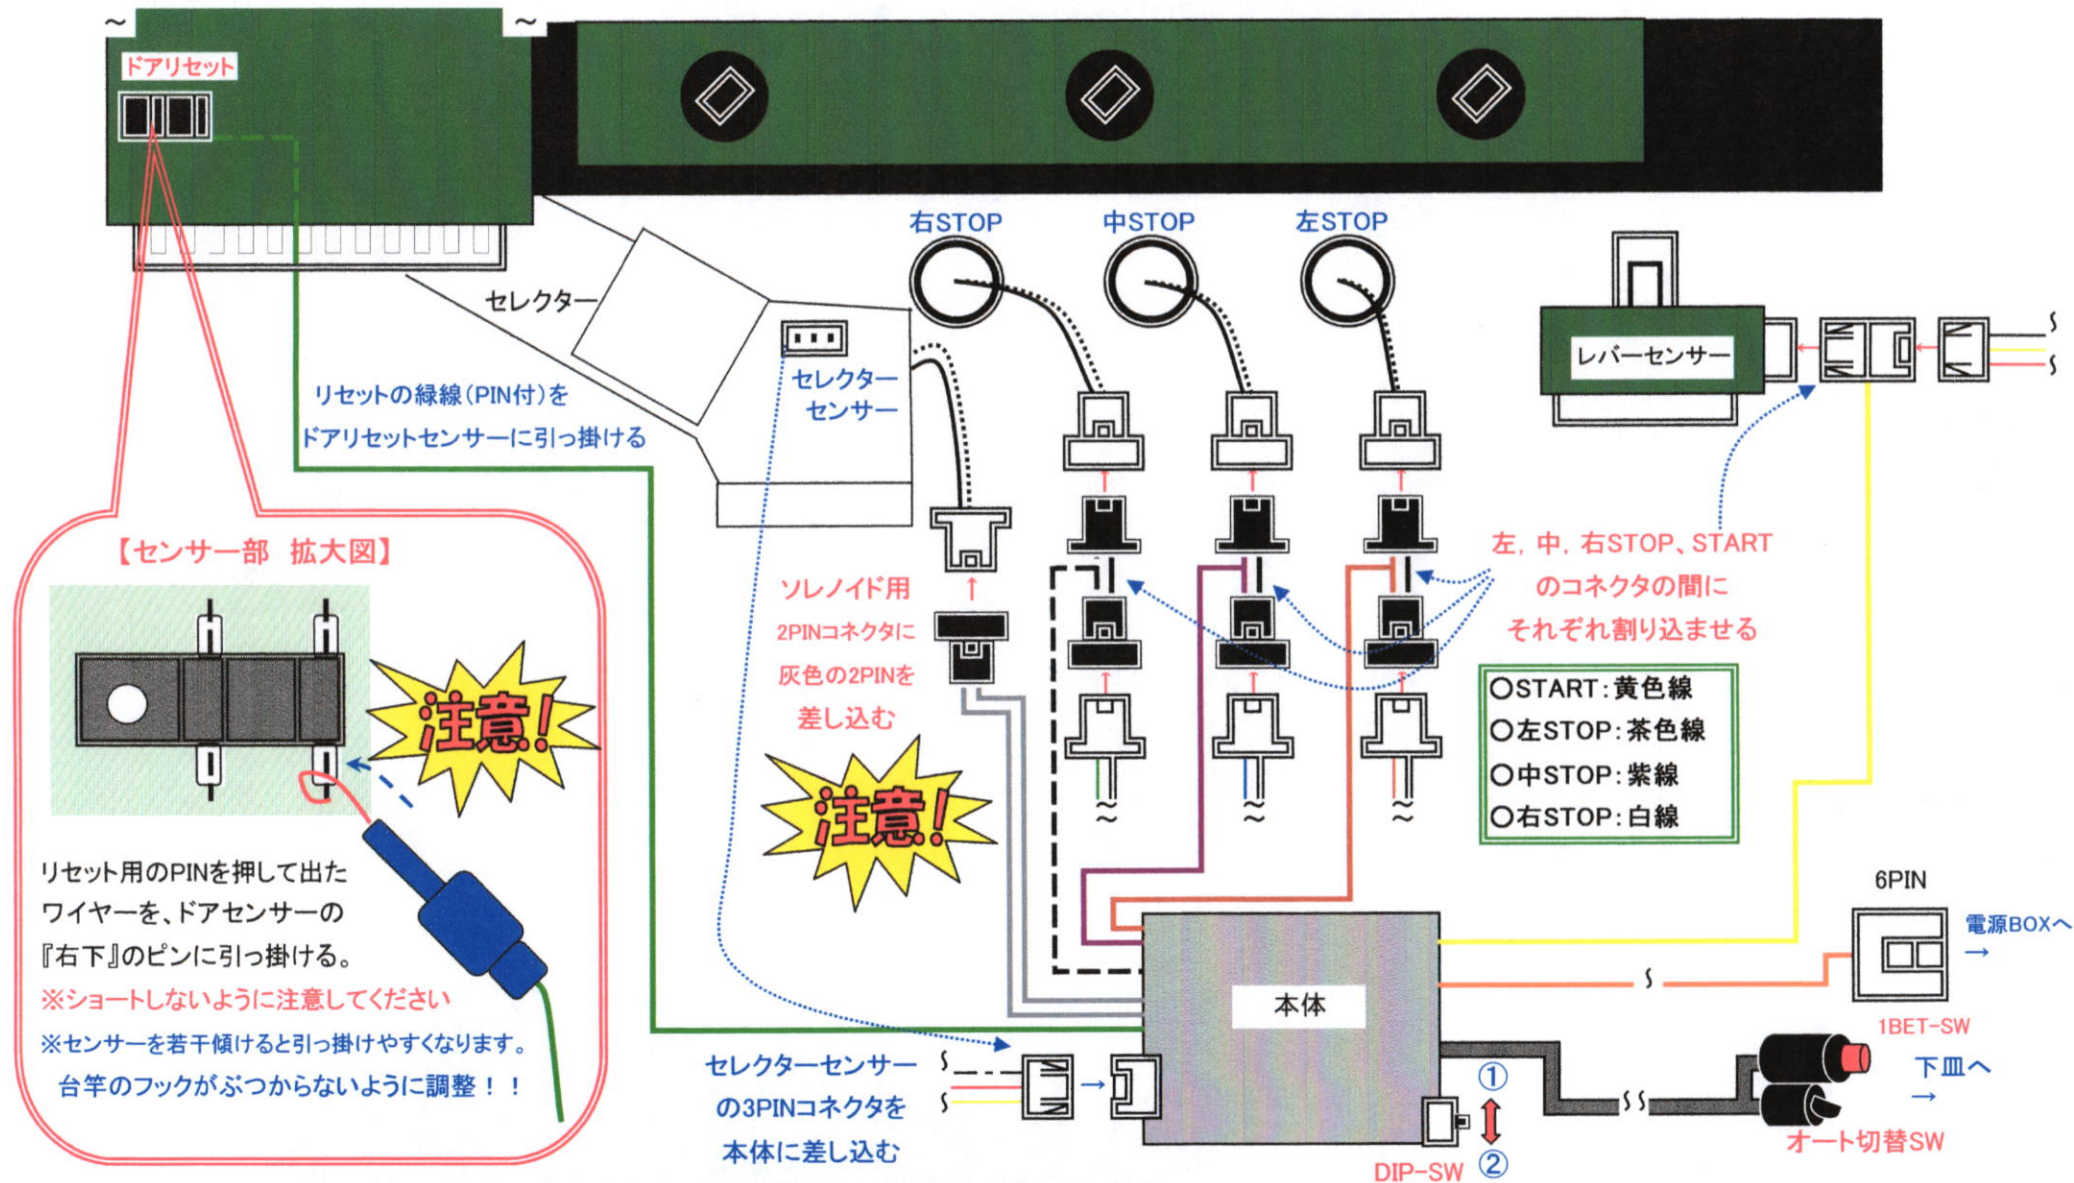 ドアリセット
右STOP
中STOP
左STOP
セレクター
セレクター
センサー
レバーセンサー
リセットの緑線(PIN付)を
ドアリセットセンサーに引っ掛ける
【センサー部 拡大図】
注意!
リセット用のPINを押して出た
ワイヤーを、ドアセンサーの
『右下』のピンに引っ掛ける。
※ショートしないように注意してください
※センサーを若干傾けると引っ掛けやすくなります。
台竿のフックがぶつからないように調整！！
ソレノイド用
2PINコネクタに
灰色の2PINを
差し込む
注意!
左, 中, 右STOP、START
のコネクタの間に
それぞれ割り込ませる
○START:黄色線
○左STOP:茶色線
○中STOP:紫線
○右STOP:白線
6PIN
電源BOXへ
→
本体
1BET-SW
下皿へ
→
オート切替SW
セレクターセンサー
の3PINコネクタを
本体に差し込む
①
②
DIP-SW